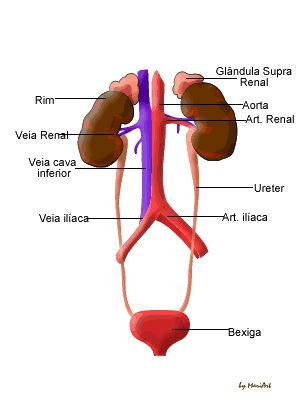 Glândula Supra
Renal
Rim
Aorta
Art. Renal
Veia Renal
Veia cava
inferior
Ureter
Veia ilíaca
Art. ilíaca
Bexiga
by MariArt